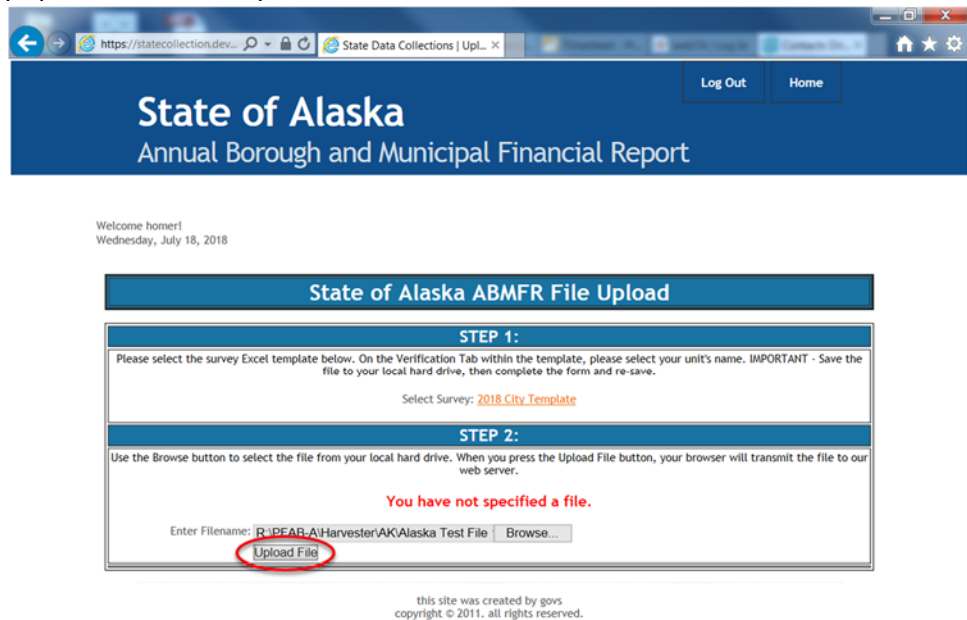 https://statecollection.dev...
State Data Collections | Upl...
Log Out Home
State of Alaska
Annual Borough and Municipal Financial Report
Welcome homer!
Wednesday, July 18, 2018
State of Alaska ABMFR File Upload
STEP 1:
Please select the survey Excel template below. On the Verification Tab within the template, please select your unit's name. IMPORTANT - Save the
file to your local hard drive, then complete the form and re-save.
Select Survey: 2018 City Template
STEP 2:
Use the Browse button to select the file from your local hard drive. When you press the Upload File button, your browser will transmit the file to our
web server.
You have not specified a file.
Enter Filename: R:\PFAB-A\Harvester\AK\Alaska Test File Browse...
Upload File
this site was created by govs
copyright © 2011. all rights reserved.